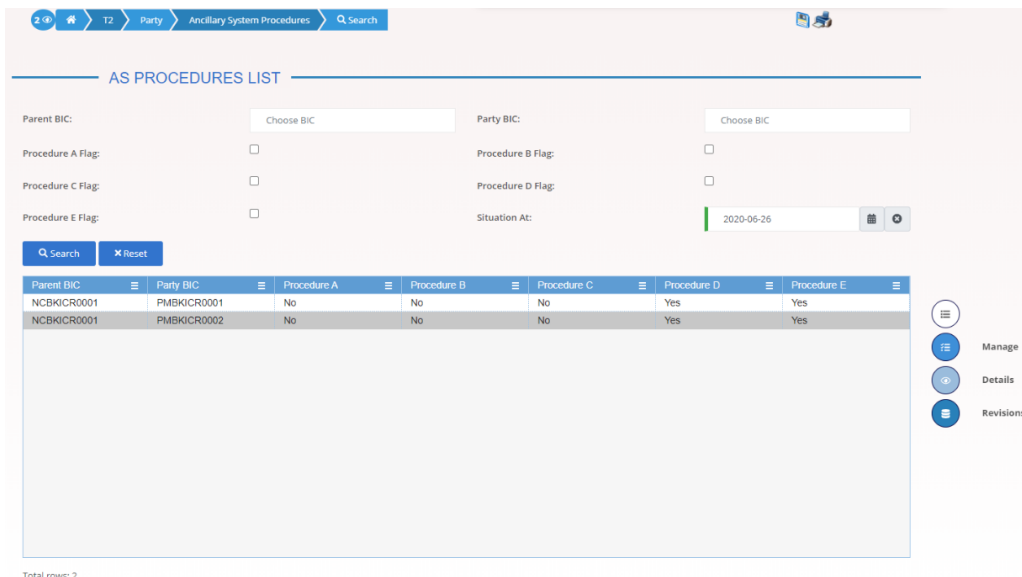 2 T2 Party Ancillary System Procedures Search
AS PROCEDURES LIST
Parent BIC: Choose BIC Party BIC: Choose BIC
Procedure A Flag: Procedure B Flag:
Procedure C Flag: Procedure D Flag:
Procedure E Flag: Situation At: 2020-06-26
Search Reset
Parent BIC Party BIC Procedure A Procedure B Procedure C Procedure D Procedure E
NCBKICR0001 PMBKICR0001 No No No Yes Yes
NCBKICR0001 PMBKICR0002 No No No Yes Yes
Manage
Details
Revisions
Total rows: 2